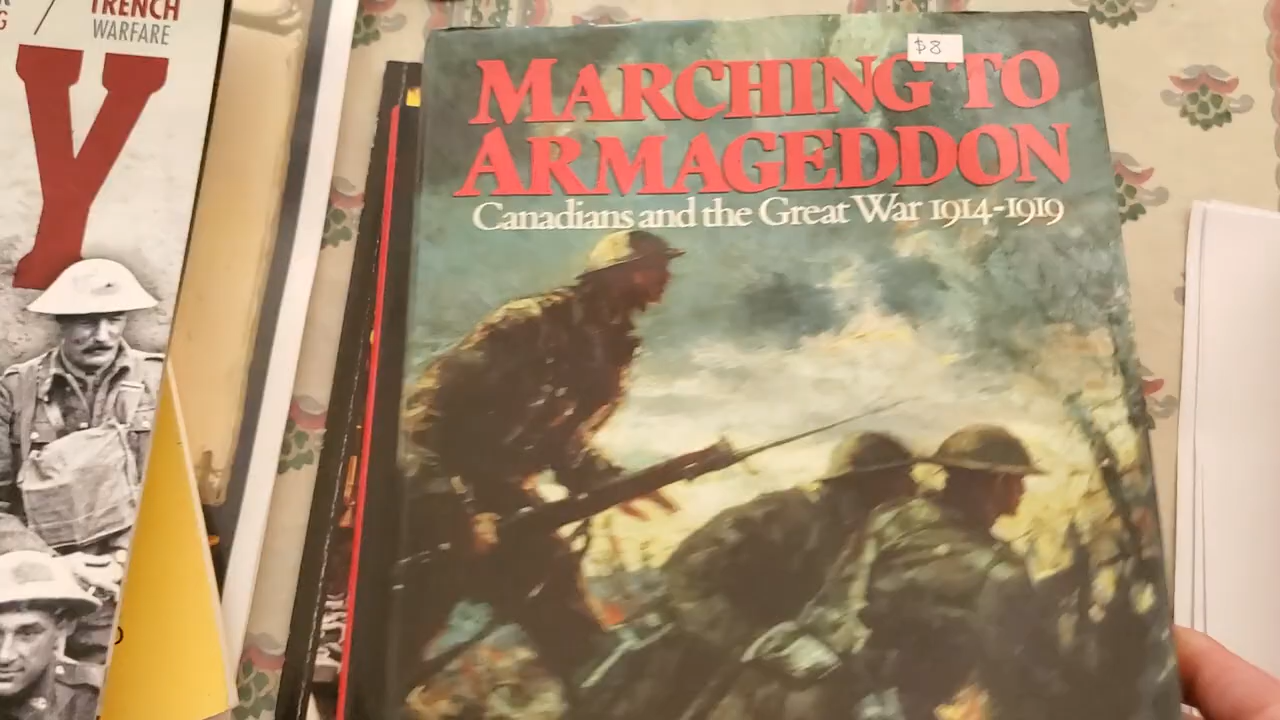 TRENCH
WARFARE
Y
$8
MARCHING TO
ARMAGEDDON
Canadians and the Great War 1914-1919